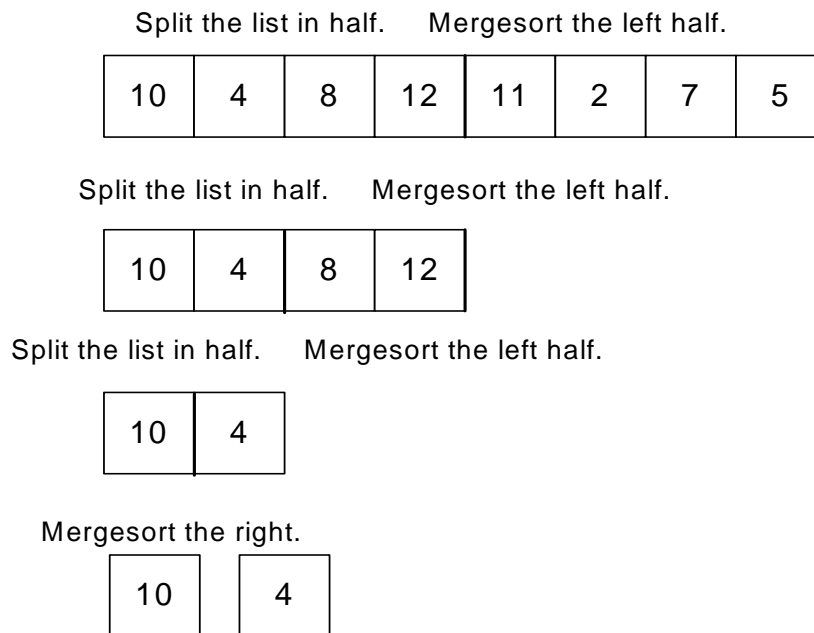 Split the list in half. Mergesort the left half.
10 4 8 12 11 2 7 5
Split the list in half. Mergesort the left half.
10 4 8 12
Split the list in half. Mergesort the left half.
10 4
Mergesort the right.
10 4